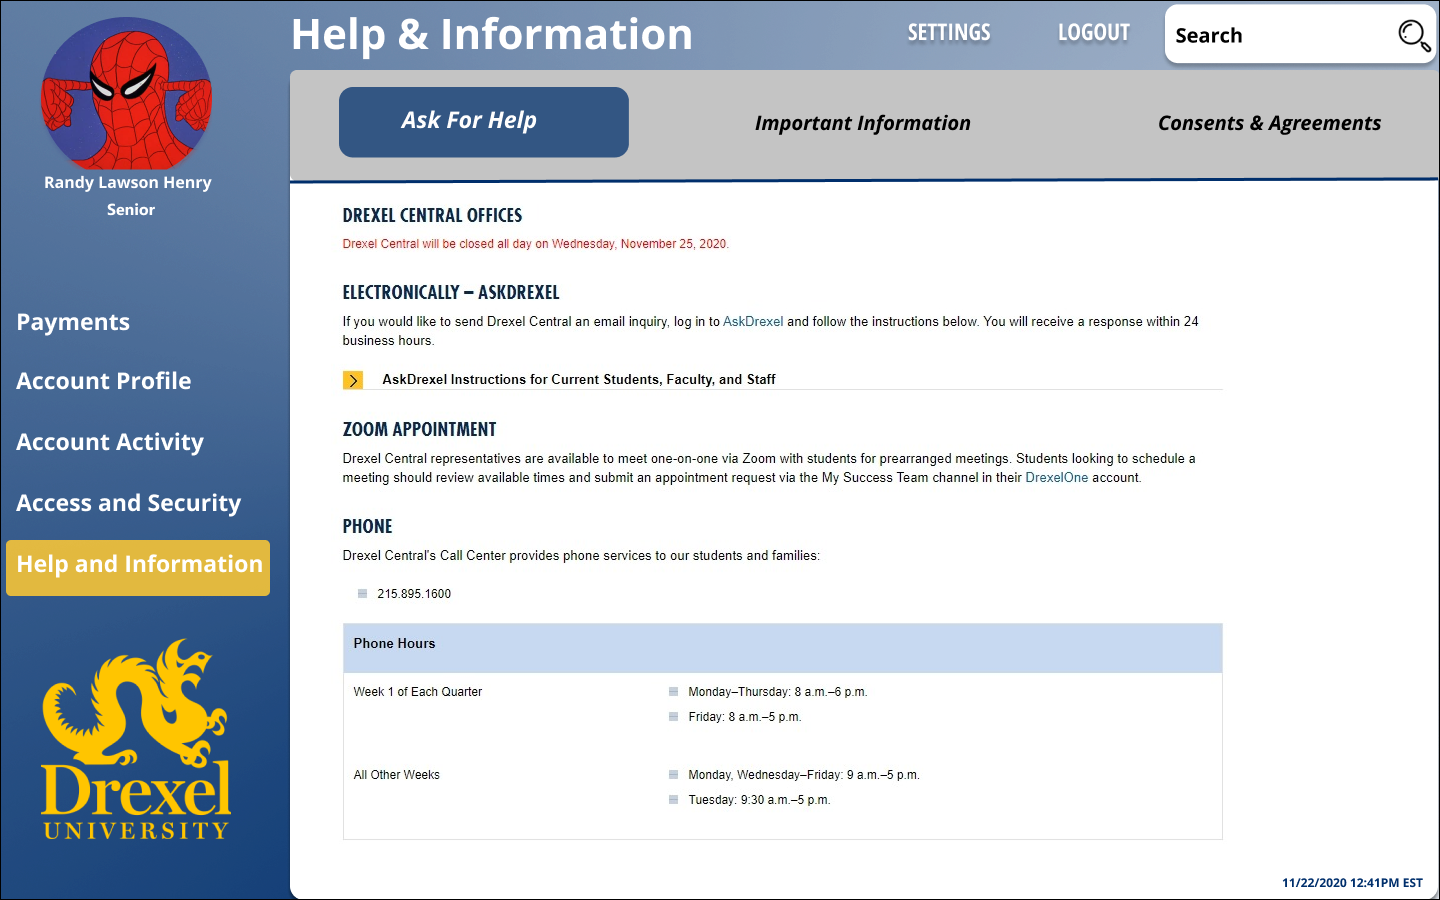 Help & Information
SETTINGS
LOGOUT
Search
Randy Lawson Henry
Senior
Payments
Account Profile
Account Activity
Access and Security
Help and Information
Drexel
UNIVERSITY
Ask For Help
Important Information
Consents & Agreements
DREXEL CENTRAL OFFICES
Drexel Central will be closed all day on Wednesday, November 25, 2020.
ELECTRONICALLY – ASKDREXEL
If you would like to send Drexel Central an email inquiry, log in to AskDrexel and follow the instructions below. You will receive a response within 24
business hours.
AskDrexel Instructions for Current Students, Faculty, and Staff
ZOOM APPOINTMENT
Drexel Central representatives are available to meet one-on-one via Zoom with students for prearranged meetings. Students looking to schedule a
meeting should review available times and submit an appointment request via the My Success Team channel in their DrexelOne account.
PHONE
Drexel Central's Call Center provides phone services to our students and families:
215.895.1600
Phone Hours
Week 1 of Each Quarter
Monday–Thursday: 8 a.m.–6 p.m.
Friday: 8 a.m.–5 p.m.
All Other Weeks
Monday, Wednesday–Friday: 9 a.m.–5 p.m.
Tuesday: 9:30 a.m.–5 p.m.
11/22/2020 12:41PM EST